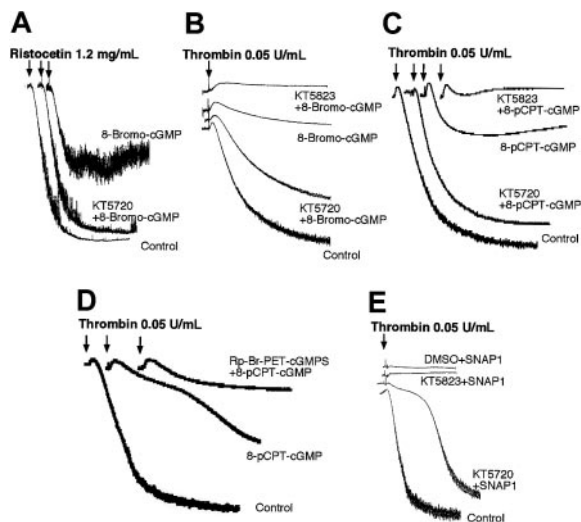 A
Ristocetin 1.2 mg/mL
8-Bromo-cGMP
KT5720
+8-Bromo-cGMP
Control
B
Thrombin 0.05 U/mL
KT5823
+8-Bromo-cGMP
8-Bromo-cGMP
KT5720
+8-Bromo-cGMP
Control
C
Thrombin 0.05 U/mL
KT5823
+8-pCPT-cGMP
8-pCPT-cGMP
KT5720
+8-pCPT-cGMP
Control
D
Thrombin 0.05 U/mL
Rp-Br-PET-cGMPS
+8-pCPT-cGMP
8-pCPT-cGMP
Control
E
Thrombin 0.05 U/mL
DMSO+SNAP1
KT5823+SNAP1
KT5720
+SNAP1
Control